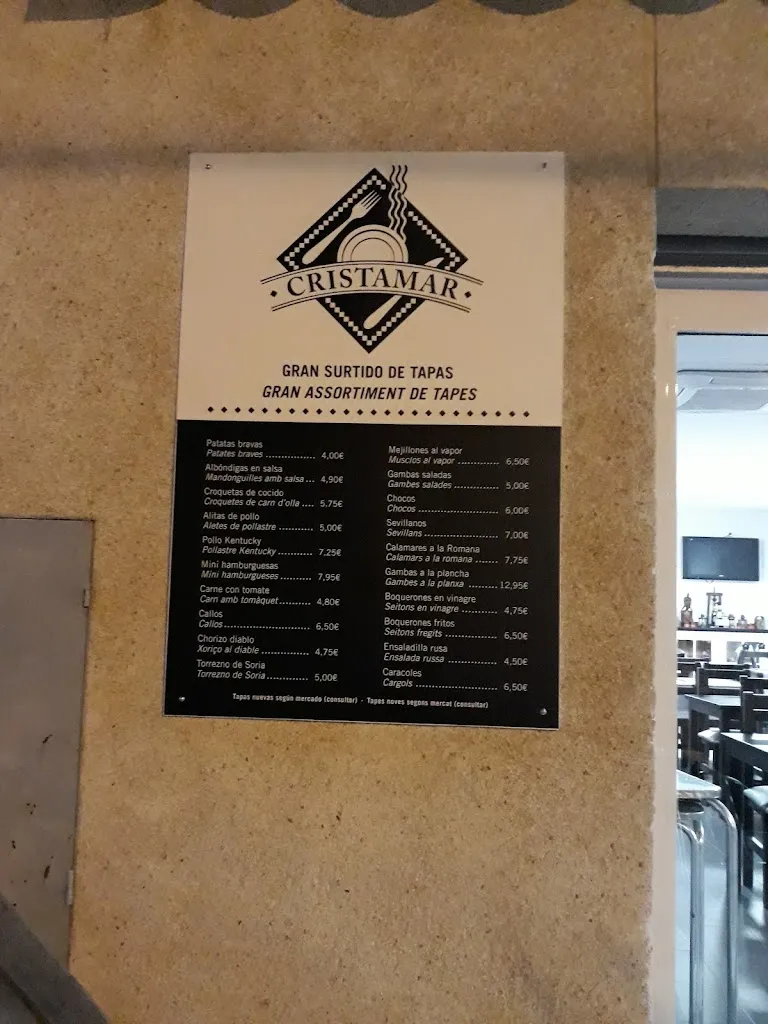 CRISTAMAR
GRAN SURTIDO DE TAPAS
GRAN ASSORTIMENT DE TAPES
Patatas bravas
Patates braves ................ 4,00€
Albóndigas en salsa
Mandonguilles amb salsa ... 4,90€
Croquetas de cocido
Croquetes de carn d'olla .... 5,75€
Alitas de pollo
Aletes de pollastre ........... 5,00€
Pollo Kentucky
Pollastre Kentucky ........... 7,25€
Mini hamburguesas
Mini hamburgueses .......... 7,95€
Carne con tomate
Carn amb tomàquet .......... 4,80€
Callos
Callos ........................... 6,50€
Chorizo diablo
Xoriço al diable ............... 4,75€
Torrezno de Soria
Torrezno de Soria ............. 5,00€
Mejillones al vapor
Musclos al vapor ............. 6,50€
Gambas saladas
Gambes salades .............. 5,00€
Chocos
Chocos ......................... 6,00€
Sevillanos
Sevillans ....................... 7,00€
Calamares a la Romana
Calamars a la romana ....... 7,75€
Gambas a la plancha
Gambes a la planxa ......... 12,95€
Boquerones en vinagre
Seitons en vinagre ............ 4,75€
Boquerones fritos
Seitons fregits ................. 6,50€
Ensaladilla rusa
Ensalada russa ................ 4,50€
Caracoles
Cargols .......................... 6,50€
Tapas nuevas según mercado (consultar) - Tapes noves segons mercat (consultar)